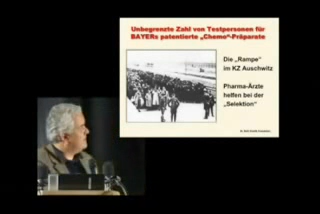 Unbegrenzte Zahl von Testpersonen für
BAYERs patentierte „Chemo"-Präparate
Die „Rampe"
im KZ Auschwitz
Pharma-Ärzte
helfen bei der
„Selektion"